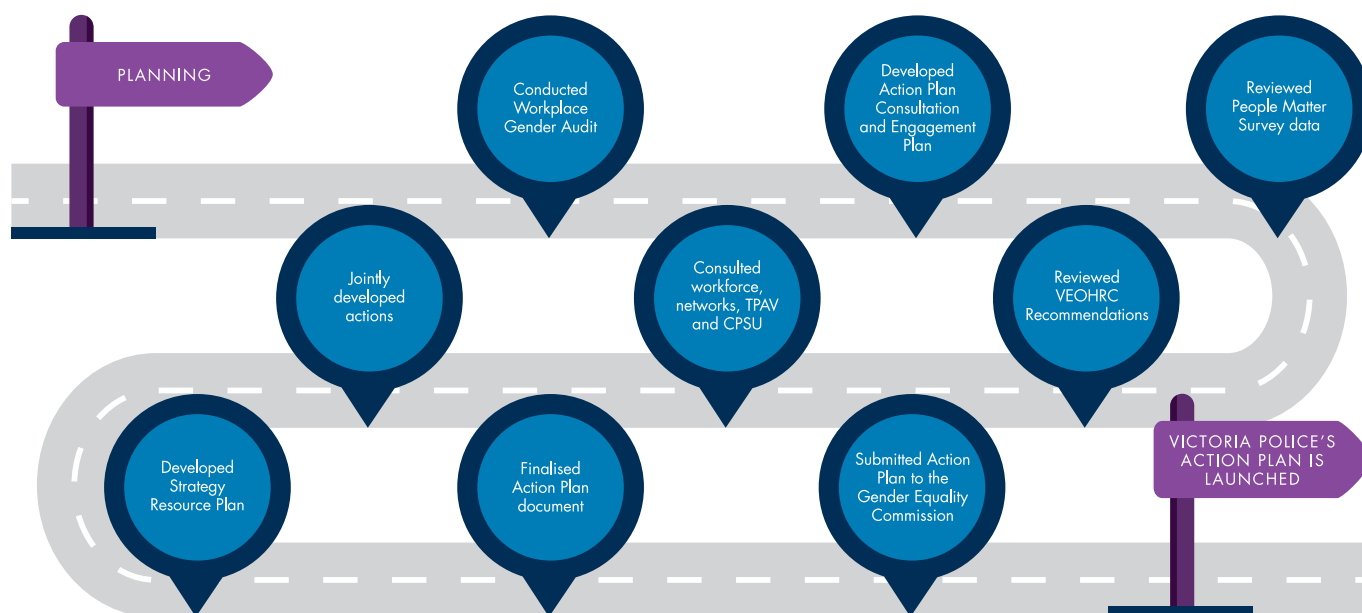 PLANNING
Conducted
Workplace
Gender Audit
Developed
Action Plan
Consultation
and Engagement
Plan
Reviewed
People Matter
Survey data
Reviewed
VEOHRC
Recommendations
Consulted
workforce,
networks, TPAV
and CPSU
Jointly
developed
actions
Developed
Strategy
Resource Plan
Finalised
Action Plan
document
Submitted Action
Plan to the
Gender Equality
Commission
VICTORIA POLICE’S
ACTION PLAN IS
LAUNCHED